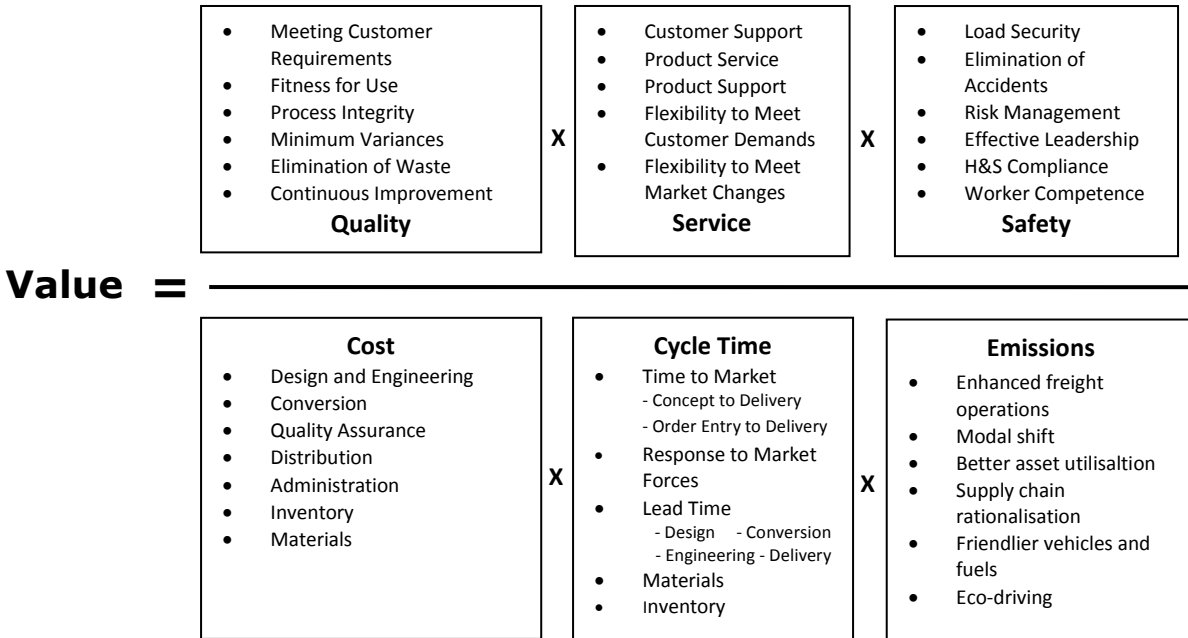 • Meeting Customer
Requirements
• Fitness for Use
• Process Integrity
• Minimum Variances
• Elimination of Waste
• Continuous Improvement
Quality
X
• Customer Support
• Product Service
• Product Support
• Flexibility to Meet
Customer Demands
• Flexibility to Meet
Market Changes
Service
X
• Load Security
• Elimination of
Accidents
• Risk Management
• Effective Leadership
• H&S Compliance
• Worker Competence
Safety
Value =
Cost
• Design and Engineering
• Conversion
• Quality Assurance
• Distribution
• Administration
• Inventory
• Materials
X
Cycle Time
• Time to Market
- Concept to Delivery
- Order Entry to Delivery
• Response to Market
Forces
• Lead Time
- Design - Conversion
- Engineering - Delivery
• Materials
• Inventory
X
Emissions
• Enhanced freight
operations
• Modal shift
• Better asset utilisaltion
• Supply chain
rationalisation
• Friendlier vehicles and
fuels
• Eco-driving